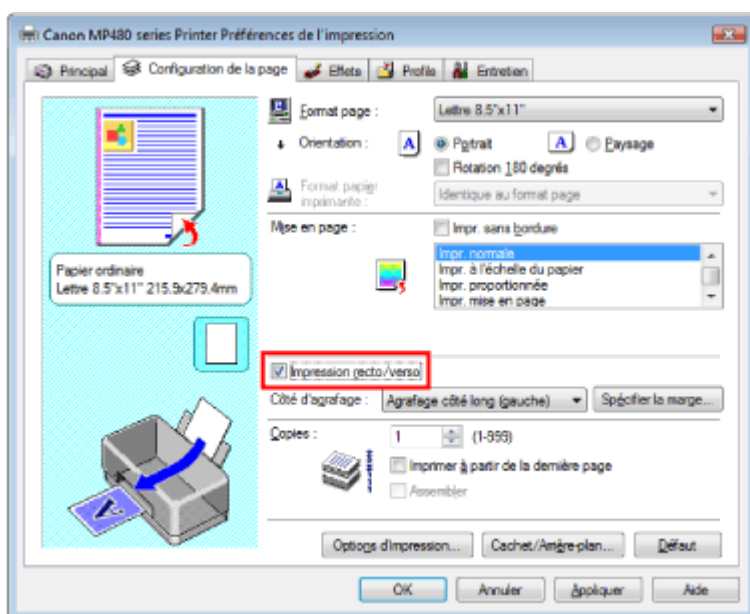 Canon MP480 series Printer Préférences de l'impression
Principal Configuration de la page Effets Profils Entretien
Format page : Lettre 8.5"x11"
Orientation : A Portrait A Paysage
Rotation 180 degrés
Format papier imprimante : Identique au format page
Mise en page : Impr. sans bordure
Impr. normale
Impr. à l'échelle du papier
Impr. proportionnée
Impr. mise en page
Papier ordinaire
Lettre 8.5"x11" 215.9x279.4mm
Impression recto/verso
Côté d'agrafage : Agrafage côté long (gauche) Spécifier la marge...
Copies : 1 (1-999)
Imprimer à partir de la dernière page
Assembler
Options d'impression... Cachet/Arrière-plan... Défaut
OK Annuler Appliquer Aide